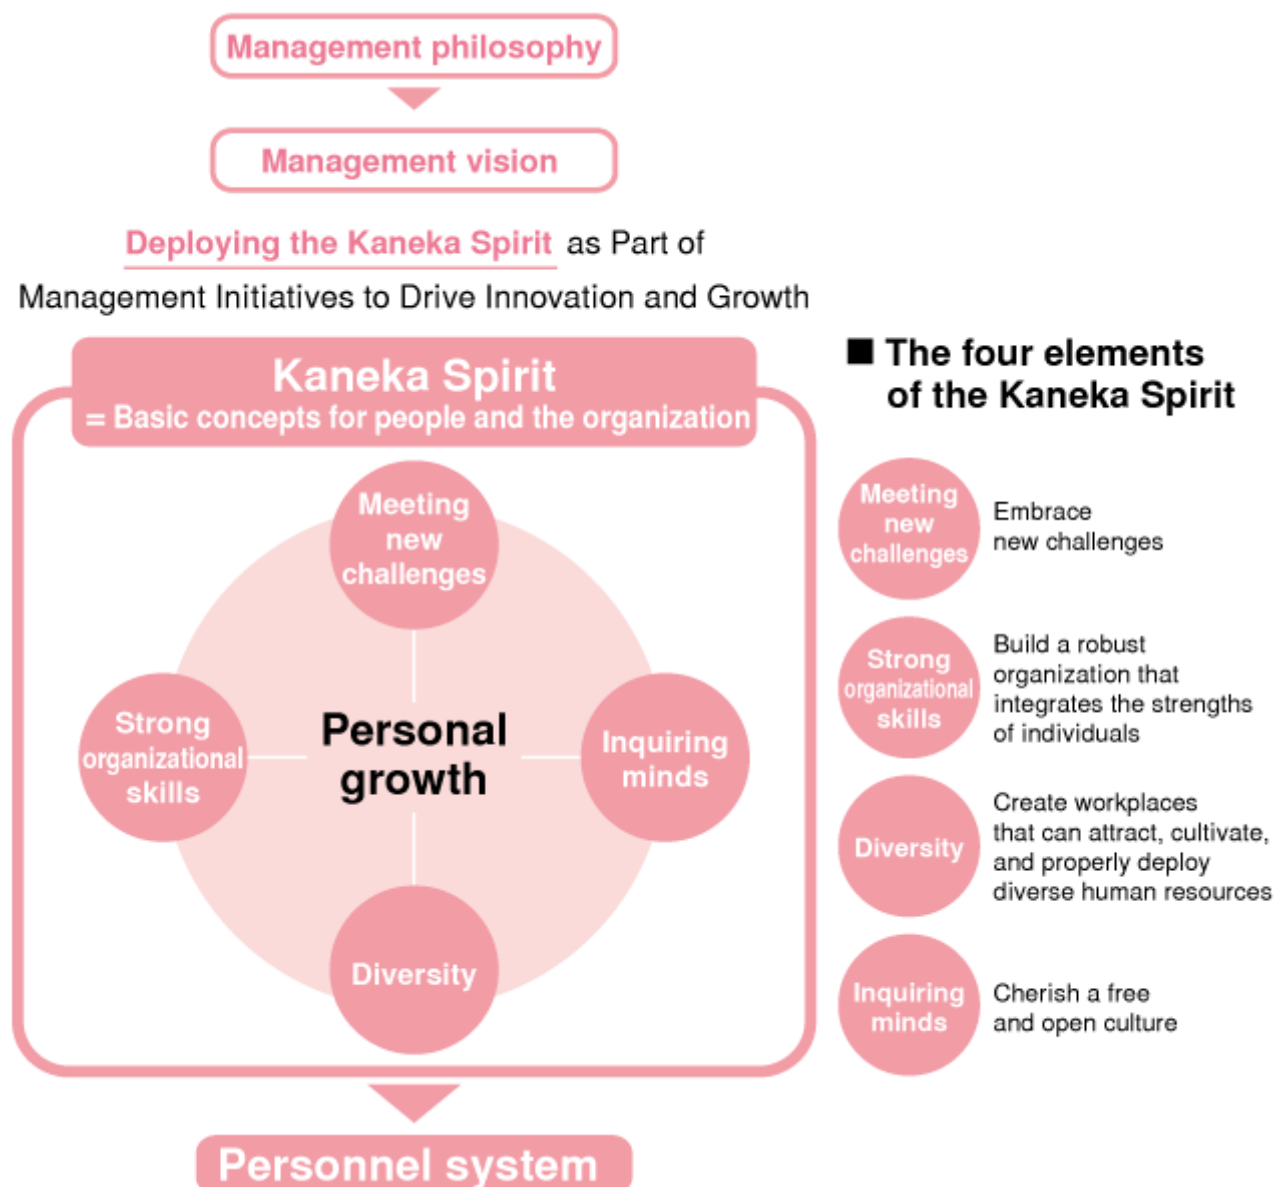 Management philosophy
Management vision
Deploying the Kaneka Spirit as Part of
Management Initiatives to Drive Innovation and Growth
Kaneka Spirit
= Basic concepts for people and the organization
Meeting
new
challenges
Strong
organizational
skills
Personal
growth
Inquiring
minds
Diversity
Personnel system
■ The four elements
of the Kaneka Spirit
Meeting
new
challenges
Embrace
new challenges
Strong
organizational
skills
Build a robust
organization that
integrates the strengths
of individuals
Diversity
Create workplaces
that can attract, cultivate,
and properly deploy
diverse human resources
Inquiring
minds
Cherish a free
and open culture